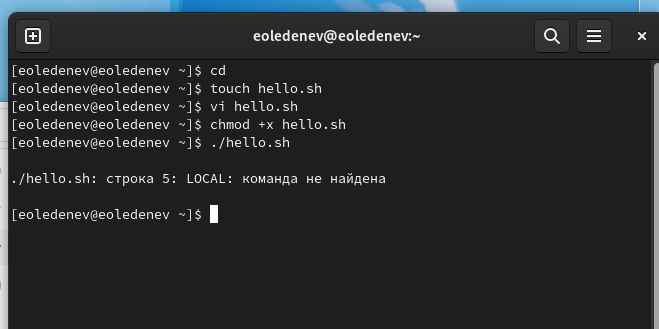 eoledenev@eoledenev:~
[eoledenev@eoledenev ~]$ cd
[eoledenev@eoledenev ~]$ touch hello.sh
[eoledenev@eoledenev ~]$ vi hello.sh
[eoledenev@eoledenev ~]$ chmod +x hello.sh
[eoledenev@eoledenev ~]$ ./hello.sh
./hello.sh: строка 5: LOCAL: команда не найдена
[eoledenev@eoledenev ~]$